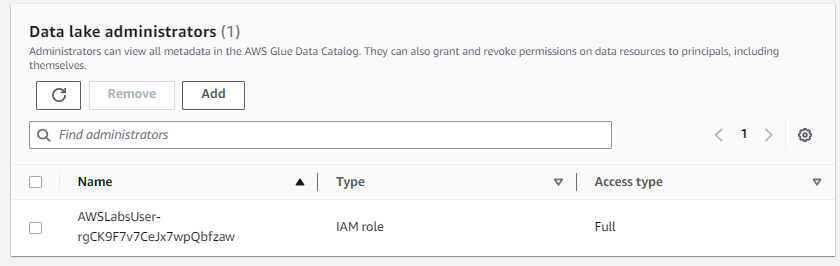 Data lake administrators (1)
Administrators can view all metadata in the AWS Glue Data Catalog. They can also grant and revoke permissions on data resources to principals, including
themselves.
Remove
Add
Find administrators
1
Name
Type
Access type
AWSLabsUser-
rgCK9F7v7CeJx7wpQbfzaw
IAM role
Full